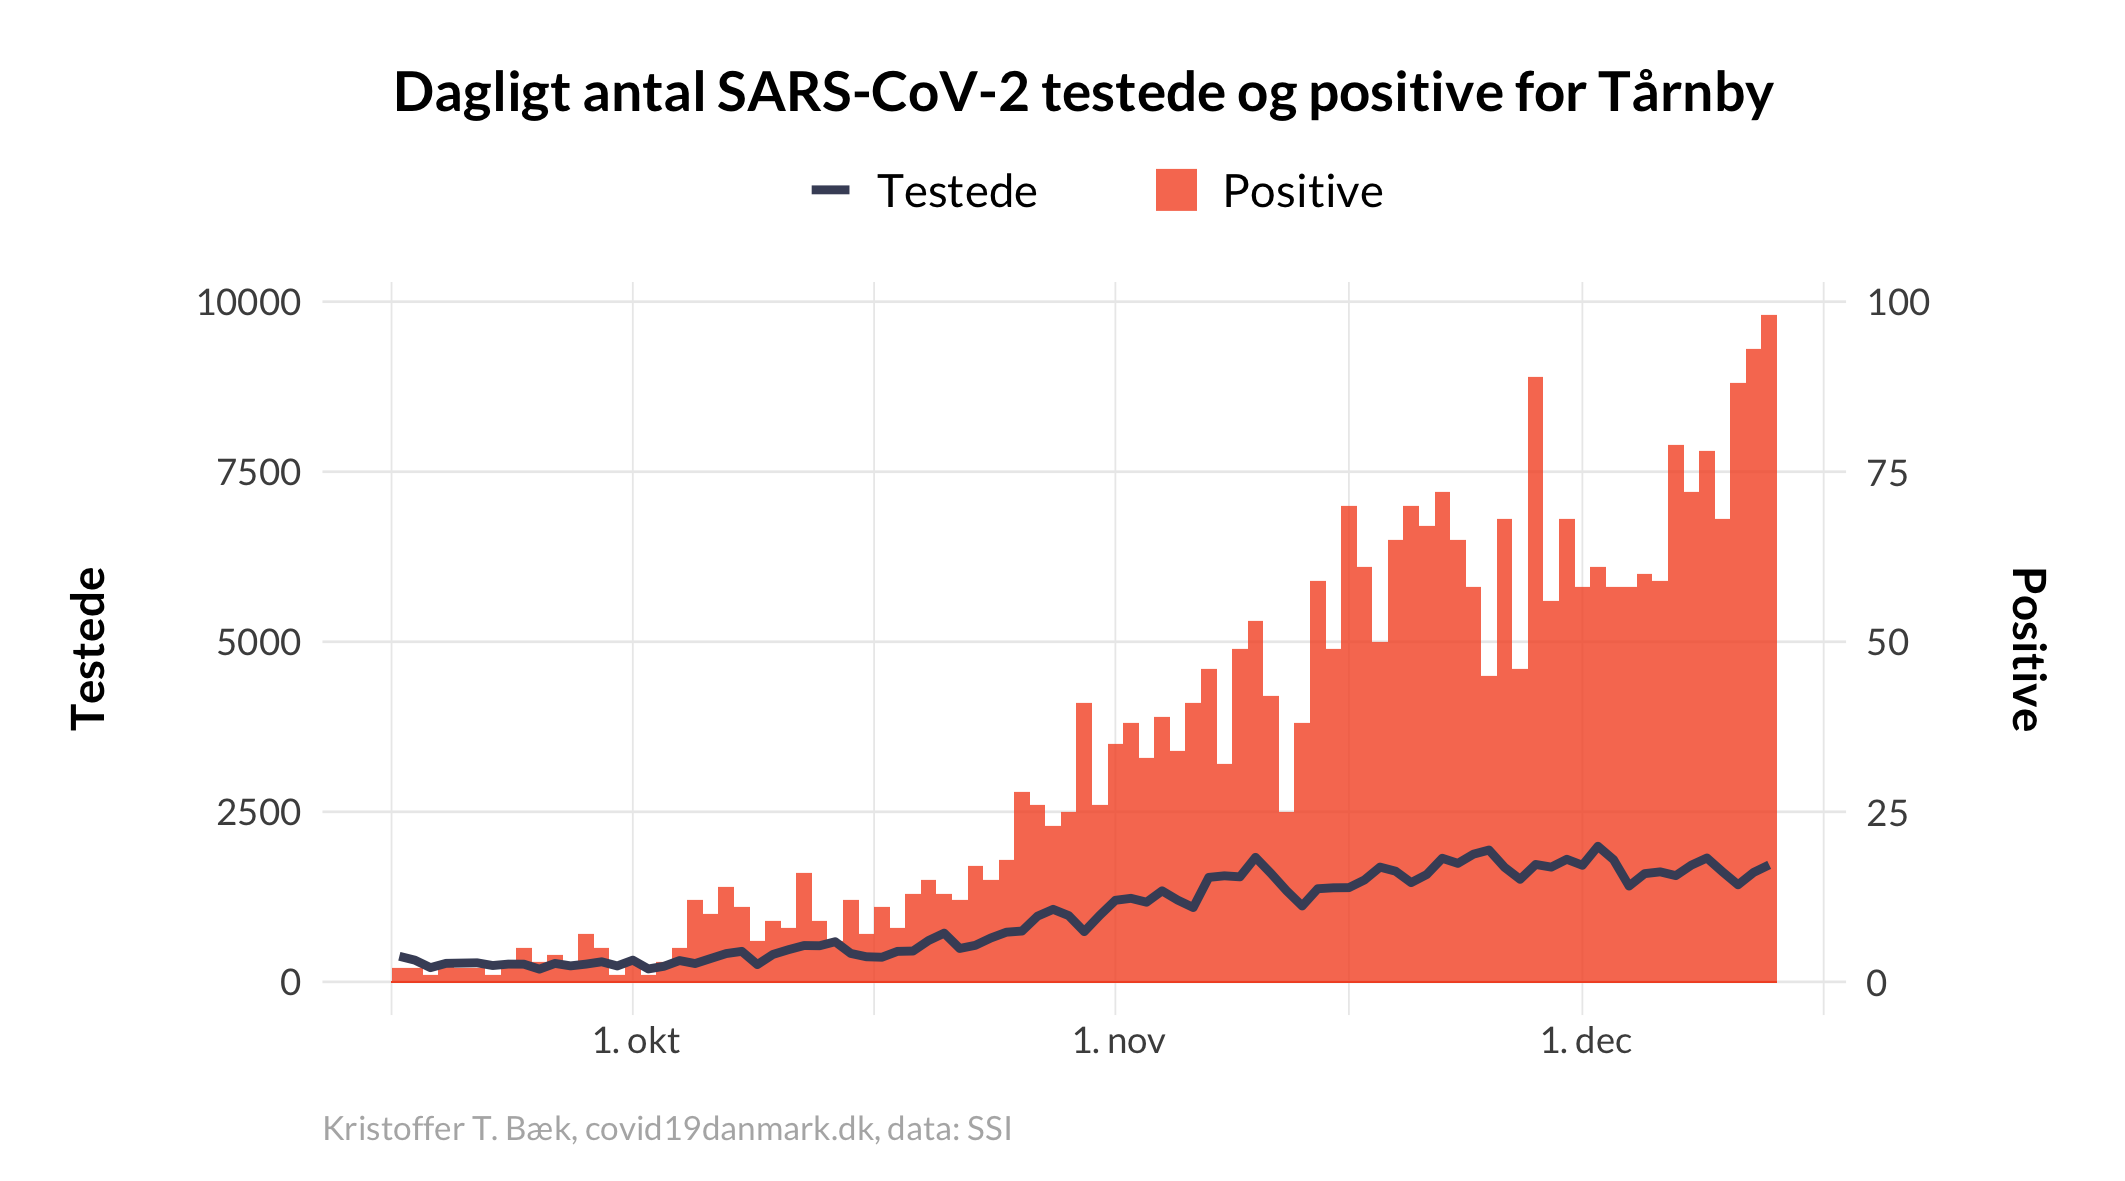 Dagligt antal SARS-CoV-2 testede og positive for Tårnby
Testede Positive
10000
7500
5000
2500
0
Testede
100
75
50
25
0
Positive
1. okt 1. nov 1. dec
Kristoffer T. Bæk, covid19danmark.dk, data: SSI